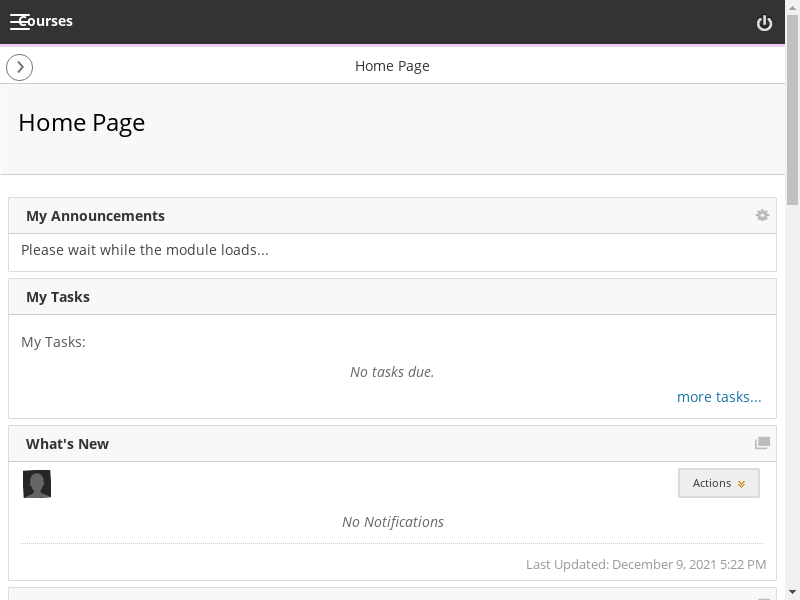 Courses
Home Page
Home Page
My Announcements
Please wait while the module loads...
My Tasks
My Tasks:
No tasks due.
more tasks...
What's New
Actions
No Notifications
Last Updated: December 9, 2021 5:22 PM